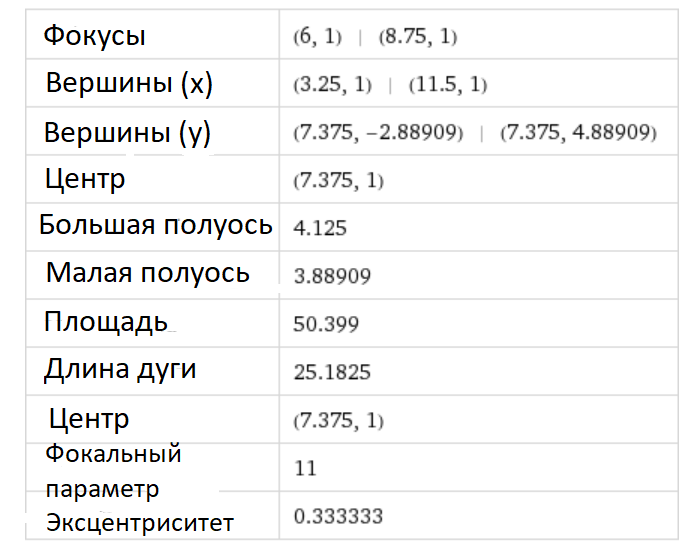 Фокусы (6, 1) | (8.75, 1)
Вершины (x) (3.25, 1) | (11.5, 1)
Вершины (y) (7.375, −2.88909) | (7.375, 4.88909)
Центр (7.375, 1)
Большая полуось 4.125
Малая полуось 3.88909
Площадь 50.399
Длина дуги 25.1825
Центр (7.375, 1)
Фокальный
параметр 11
Эксцентриситет 0.333333